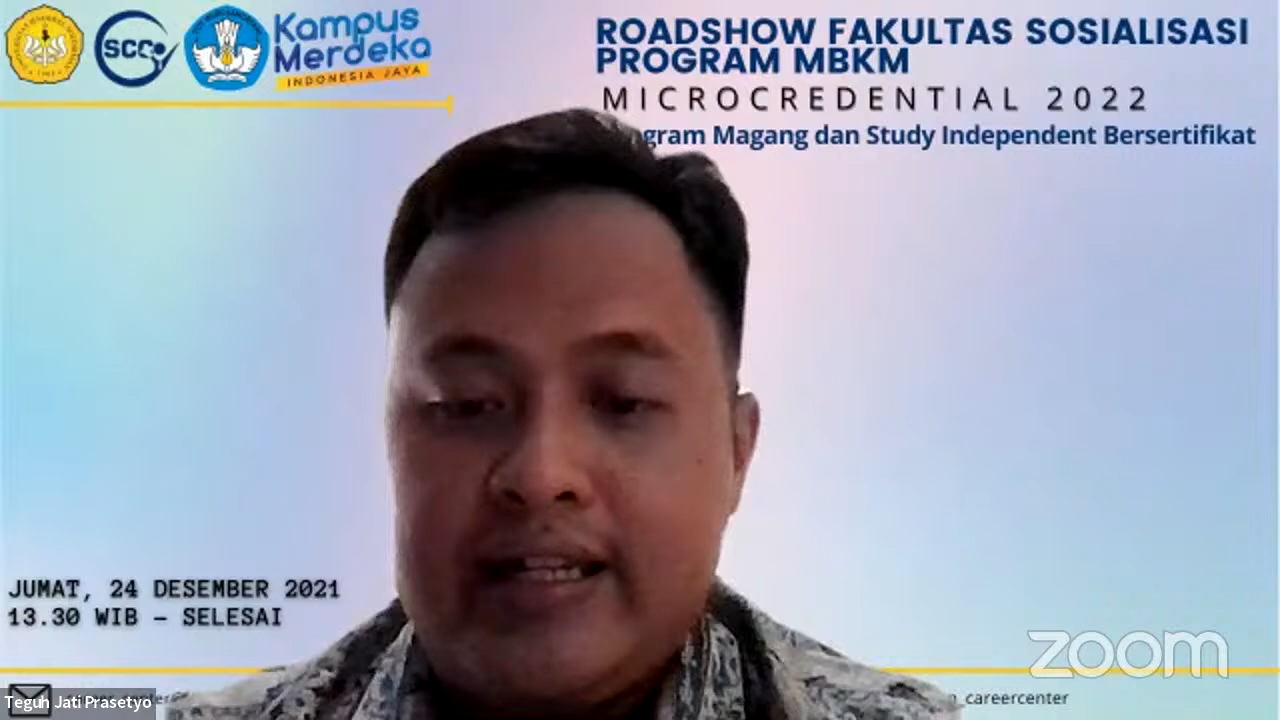 SCC
Kampus
Merdeka
INDONESIA JAYA
ROADSHOW FAKULTAS SOSIALISASI
PROGRAM MBKM
MICROCREDENTIAL 2022
gram Magang dan Study Independent Bersertifikat
JUMAT, 24 DESEMBER 2021
13.30 WIB – SELESAI
zoom
careercenter
Teguh Jati Prasetyo